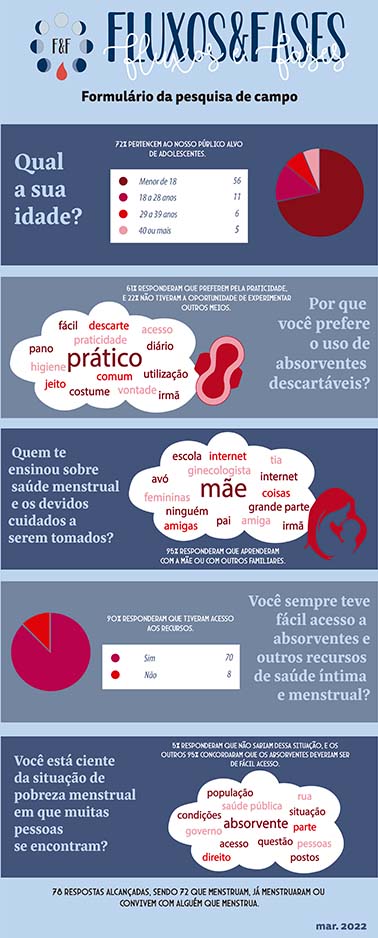 F&F
FLUXOS&FASES
fluxos & fases
Formulário da pesquisa de campo
Qual
a sua
idade?
72% PERTENCEM AO NOSSO PÚBLICO ALVO
DE ADOLESCENTES.
Menor de 18 56
18 a 28 anos 11
29 a 39 anos 6
40 ou mais 5
61% RESPONDERAM QUE PREFEREM PELA PRATICIDADE,
E 22% NÃO TIVERAM A OPORTUNIDADE DE EXPERIMENTAR
OUTROS MEIOS.
fácil descarte acesso
praticidade
pano prático diário
higiene
jeito comum utilização
costume vontade irmã
Por que
você prefere
o uso de
absorventes
descartáveis?
Quem te
ensinou sobre
saúde menstrual
e os devidos
cuidados a
serem tomados?
escola internet tia
ginecologista
avó mãe internet
femininas coisas
ninguém grande parte
amigas pai amiga irmã
95% RESPONDERAM QUE APRENDERAM
COM A MÃE OU COM OUTROS FAMILIARES.
90% RESPONDERAM QUE TIVERAM ACESSO
AOS RECURSOS.
Sim 70
Não 8
Você sempre teve
fácil acesso a
absorventes e
outros recursos
de saúde íntima
e menstrual?
Você está ciente
da situação de
pobreza menstrual
em que muitas
pessoas
se encontram?
5% RESPONDERAM QUE NÃO SABIAM DESSA SITUAÇÃO, E OS
OUTROS 95% CONCORDARAM QUE OS ABSORVENTES DEVERIAM SER
DE FÁCIL ACESSO.
população rua
saúde pública
condições situação
governo absorvente parte
acesso questão pessoas
direito postos
78 RESPOSTAS ALCANÇADAS, SENDO 72 QUE MENSTRUAM, JÁ MENSTRUARAM OU
CONVIVEM COM ALGUÉM QUE MENSTRUA.
mar. 2022